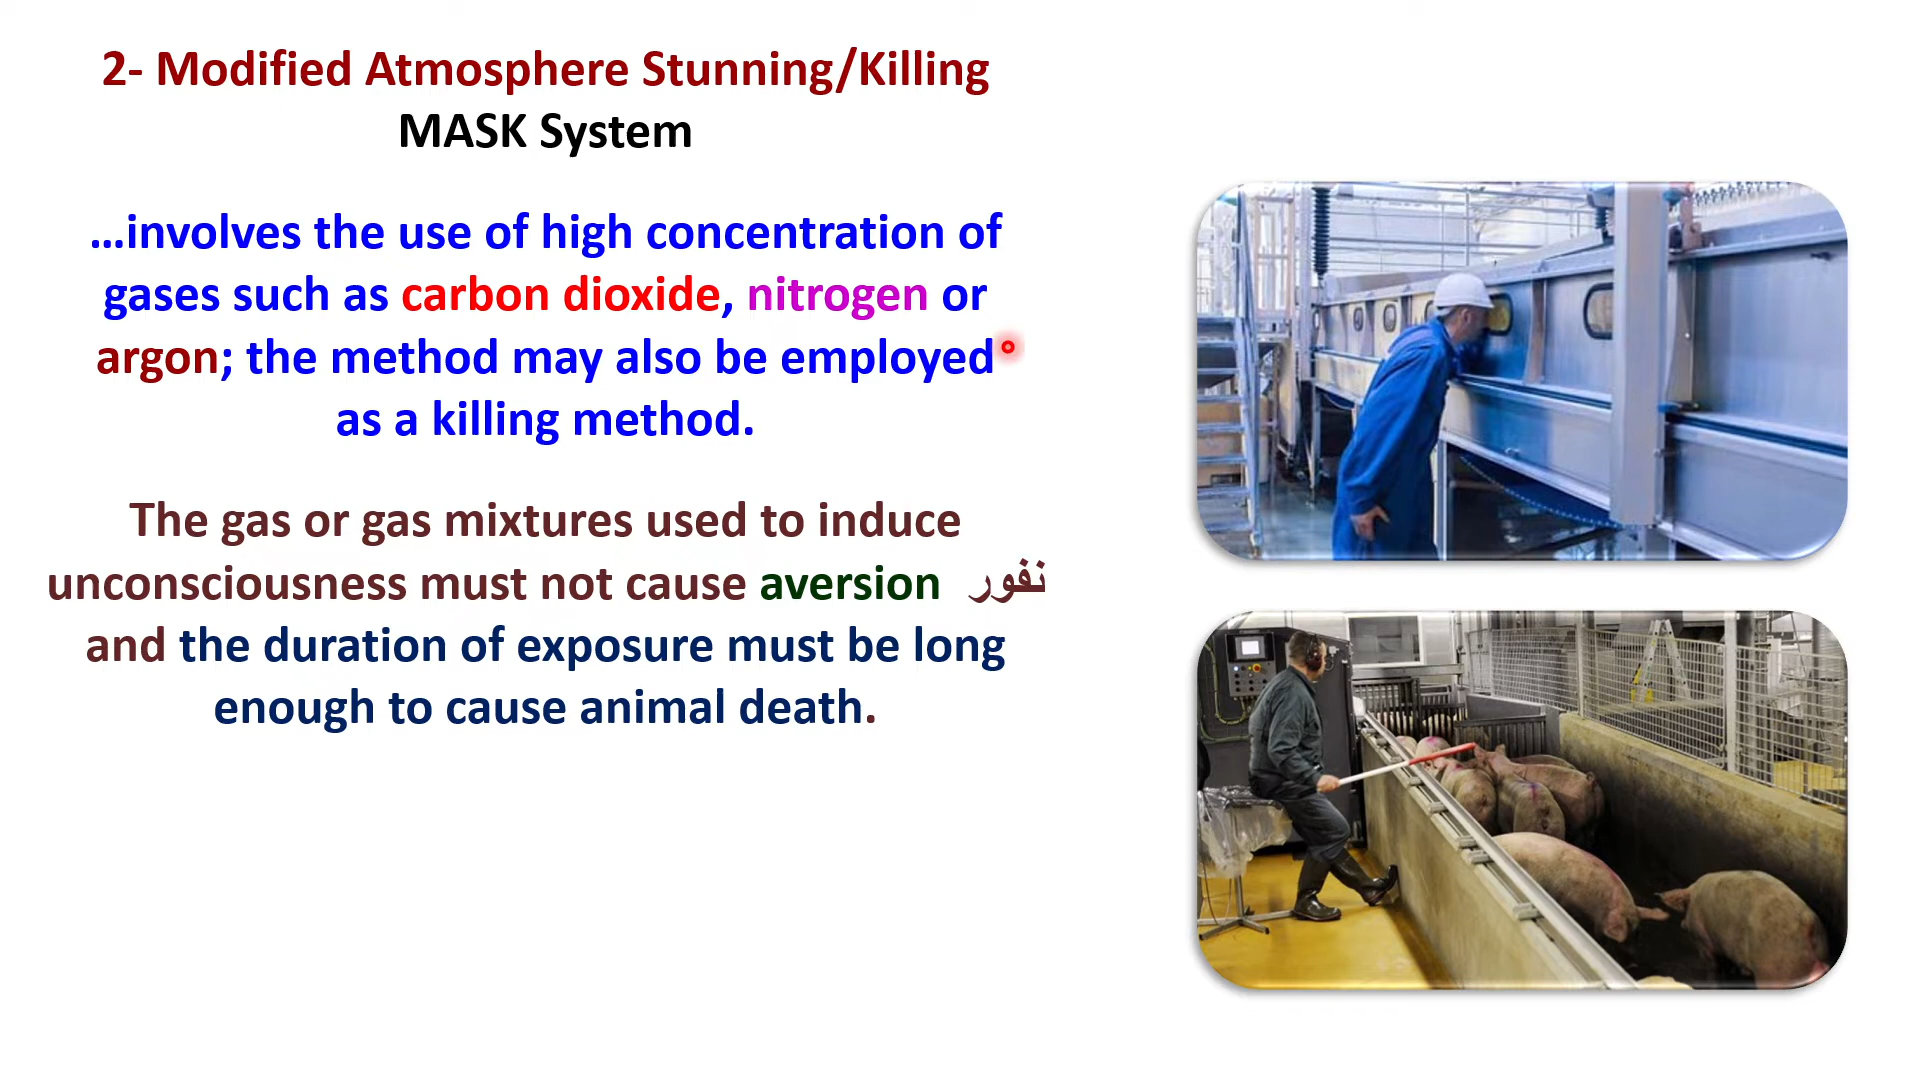 2- Modified Atmosphere Stunning/Killing
MASK System
...involves the use of high concentration of
gases such as carbon dioxide, nitrogen or
argon; the method may also be employed
as a killing method.
The gas or gas mixtures used to induce
unconsciousness must not cause aversion نفور
and the duration of exposure must be long
enough to cause animal death.